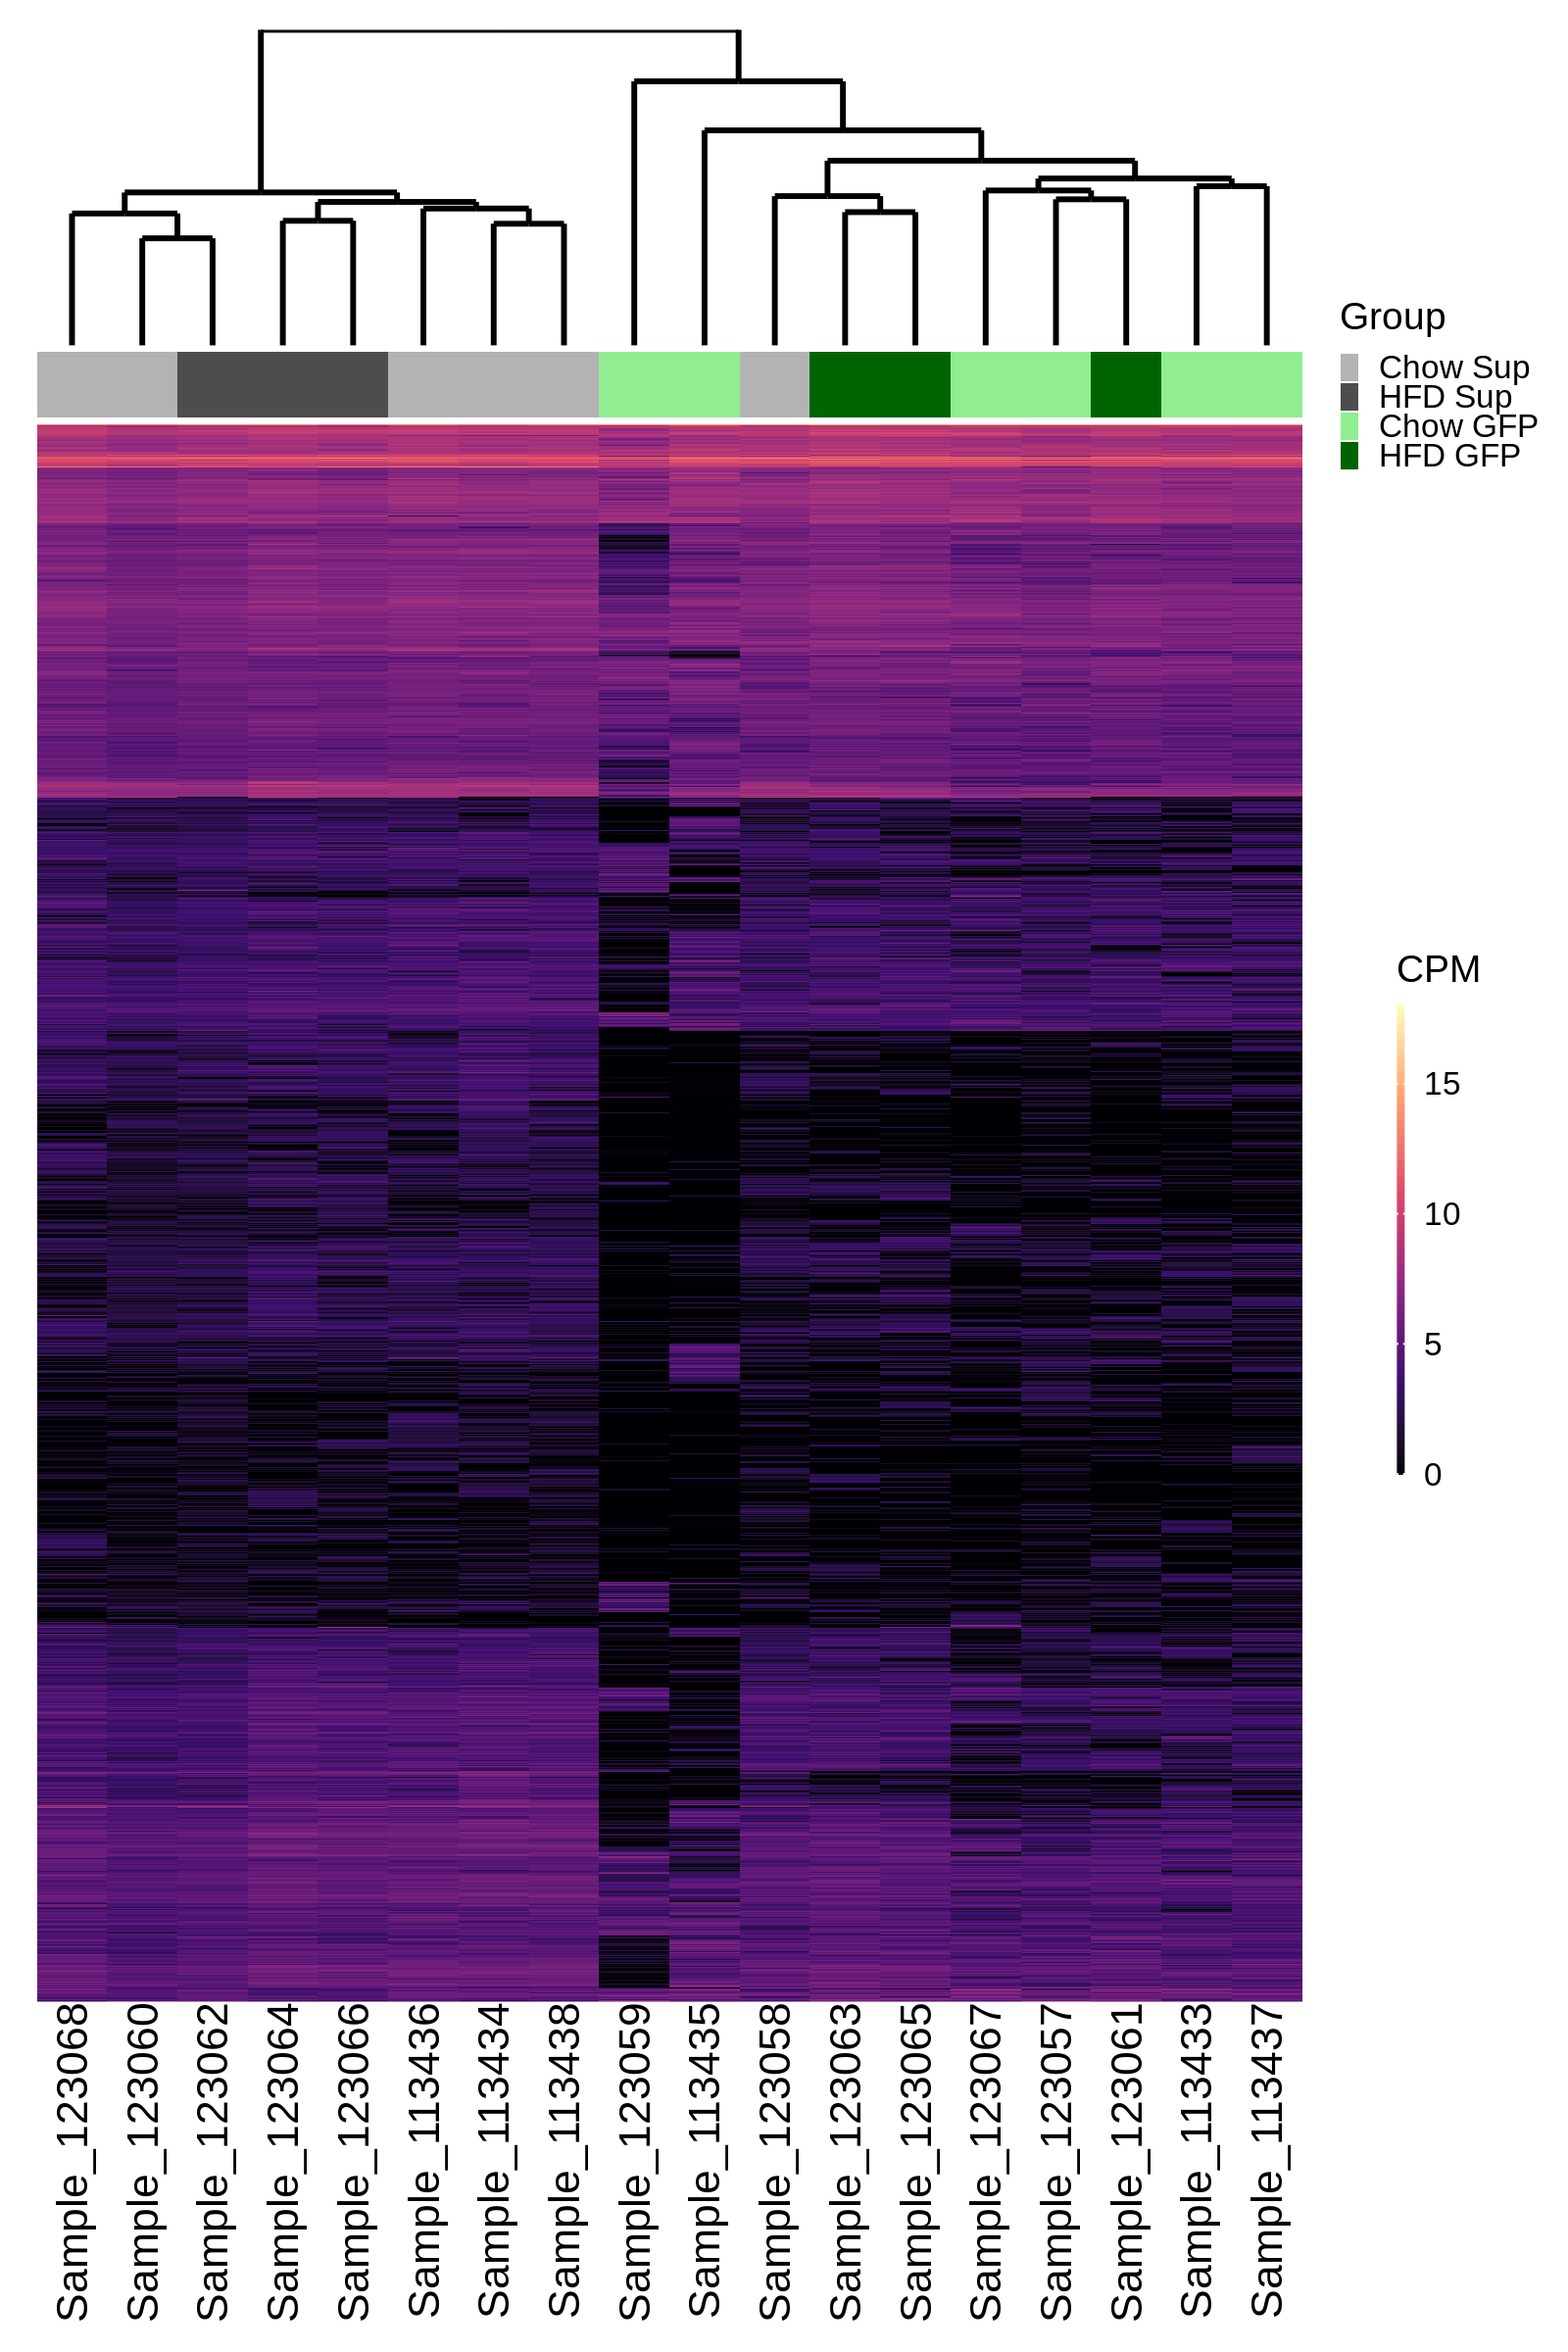 Group
Chow Sup
HFD Sup
Chow GFP
HFD GFP
CPM
15
10
5
0
Sample_123068
Sample_123060
Sample_123062
Sample_123064
Sample_123066
Sample_113436
Sample_113434
Sample_113438
Sample_123059
Sample_113435
Sample_123058
Sample_123063
Sample_123065
Sample_123067
Sample_123057
Sample_123061
Sample_113433
Sample_113437